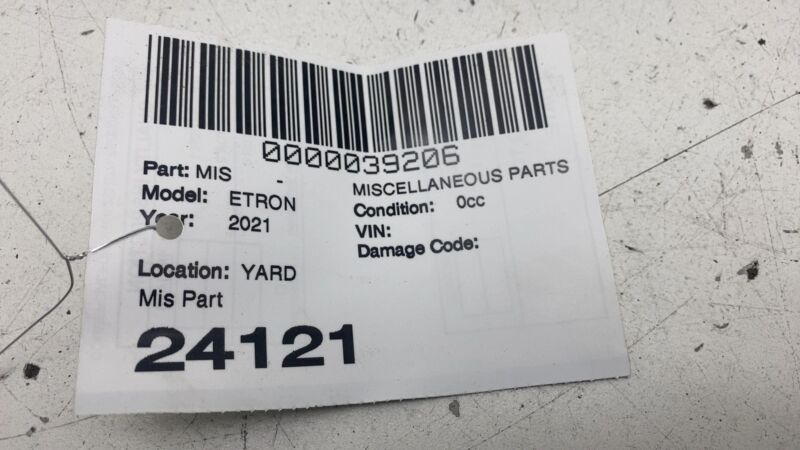 0000039206
Part: MIS - MISCELLANEOUS PARTS
Model: ETRON Condition: 0cc
Year: 2021 VIN:
Damage Code:
Location: YARD
Mis Part
24121